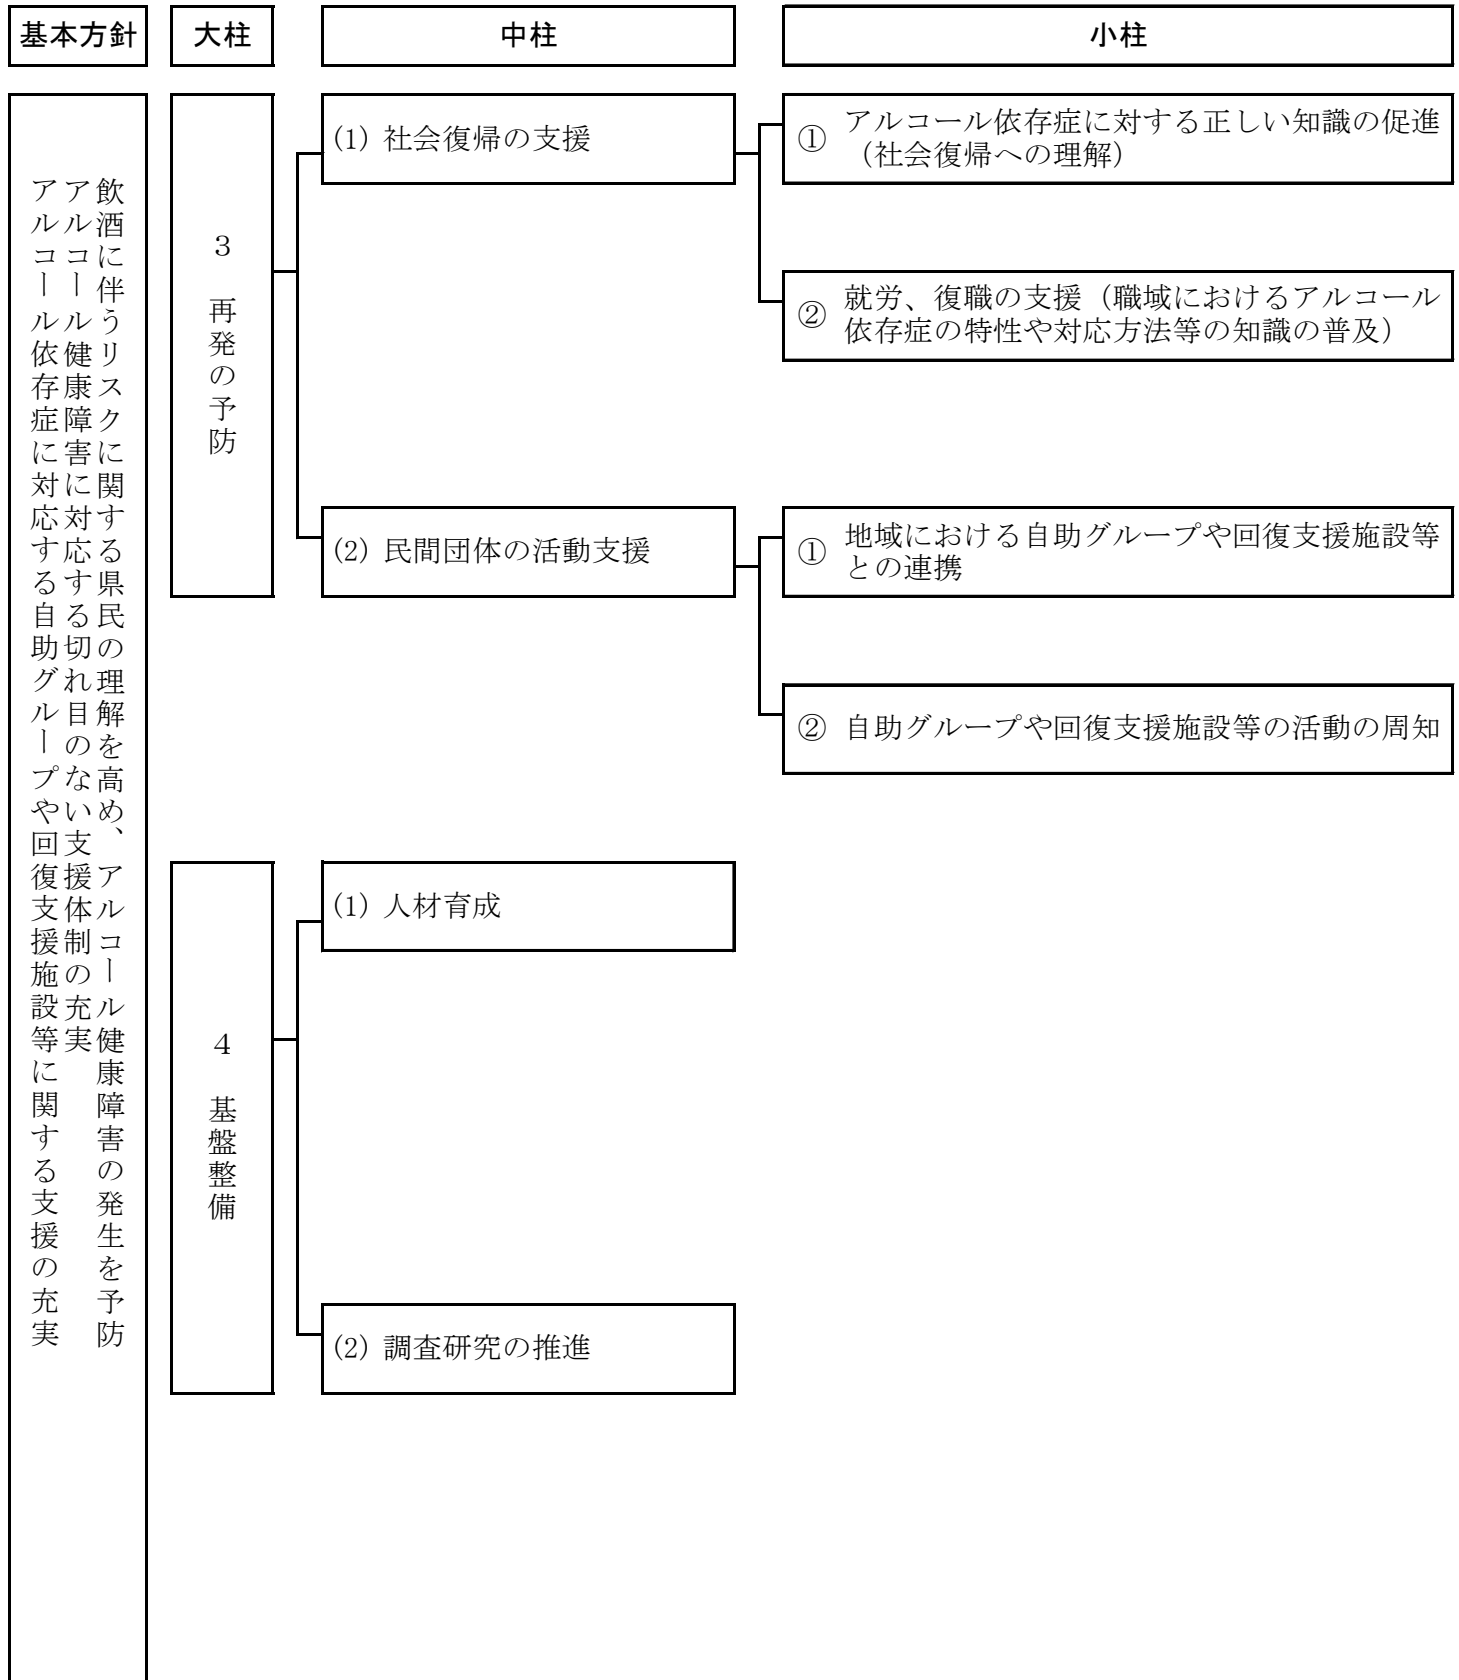 基本方針
大柱
中柱
小柱
飲酒に伴うリスクに関する県民の理解を高め、アルコール健康障害の発生を予防
アルコール健康障害に対応する切れ目のない支援体制の充実
アルコール依存症に対応する自助グループや回復支援施設等に関する支援の充実
３　再発の予防
(1) 社会復帰の支援
① アルコール依存症に対する正しい知識の促進
（社会復帰への理解）
② 就労、復職の支援（職域におけるアルコール
依存症の特性や対応方法等の知識の普及）
(2) 民間団体の活動支援
① 地域における自助グループや回復支援施設等
との連携
② 自助グループや回復支援施設等の活動の周知
４　基盤整備
(1) 人材育成
(2) 調査研究の推進